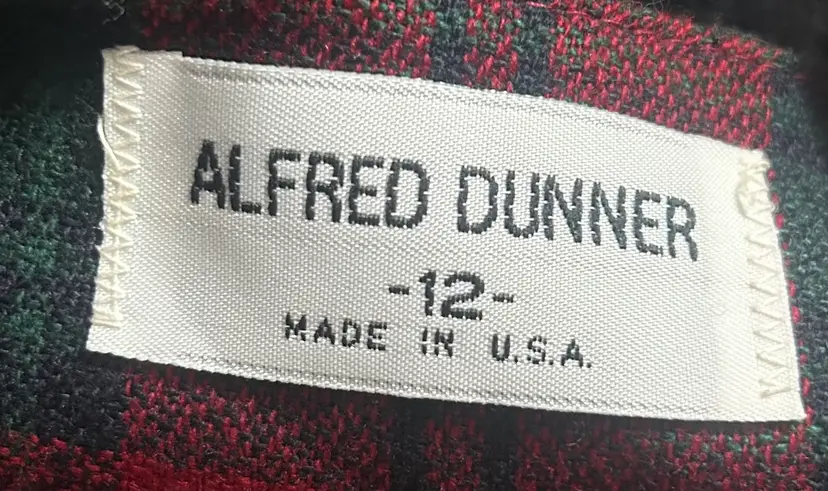 ALFRED DUNNER
-12-
MADE IN U.S.A.